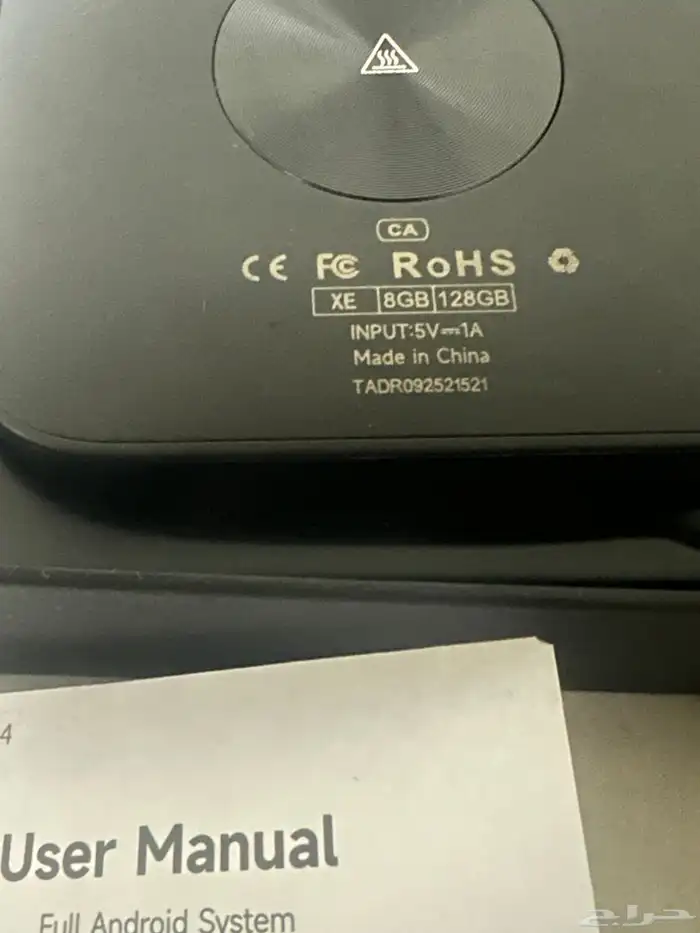 CA
CE FC RoHS
XE 8GB 128GB
INPUT:5V⎓1A
Made in China
TADR092521521
4
User Manual
Full Android System
حراج